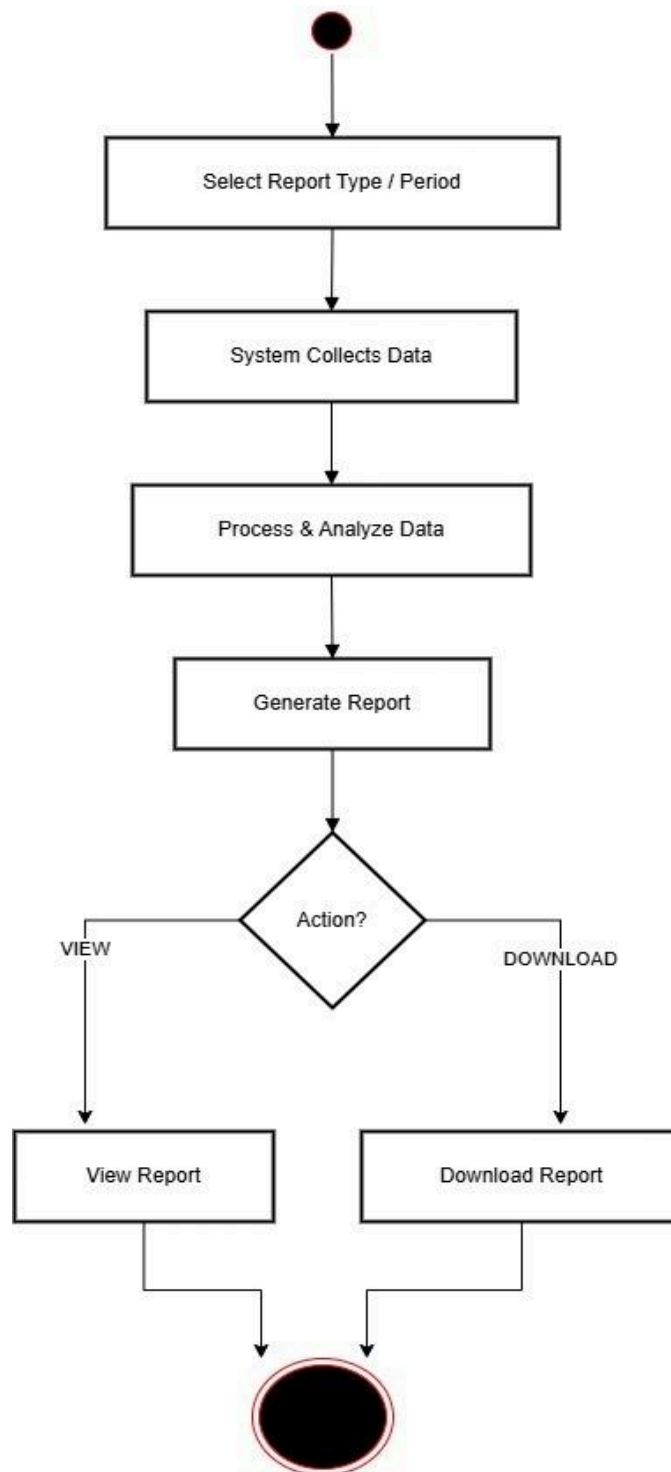 Select Report Type / Period
System Collects Data
Process & Analyze Data
Generate Report
Action?
VIEW
DOWNLOAD
View Report
Download Report